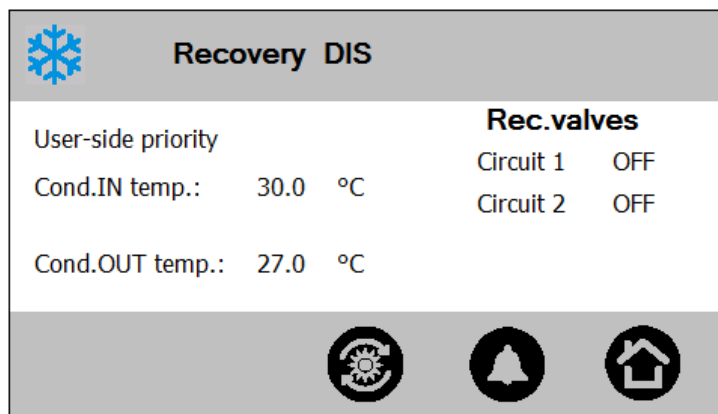 Recovery DIS
User-side priority
Cond.IN temp.: 30.0 °C
Cond.OUT temp.: 27.0 °C
Rec.valves
Circuit 1 OFF
Circuit 2 OFF